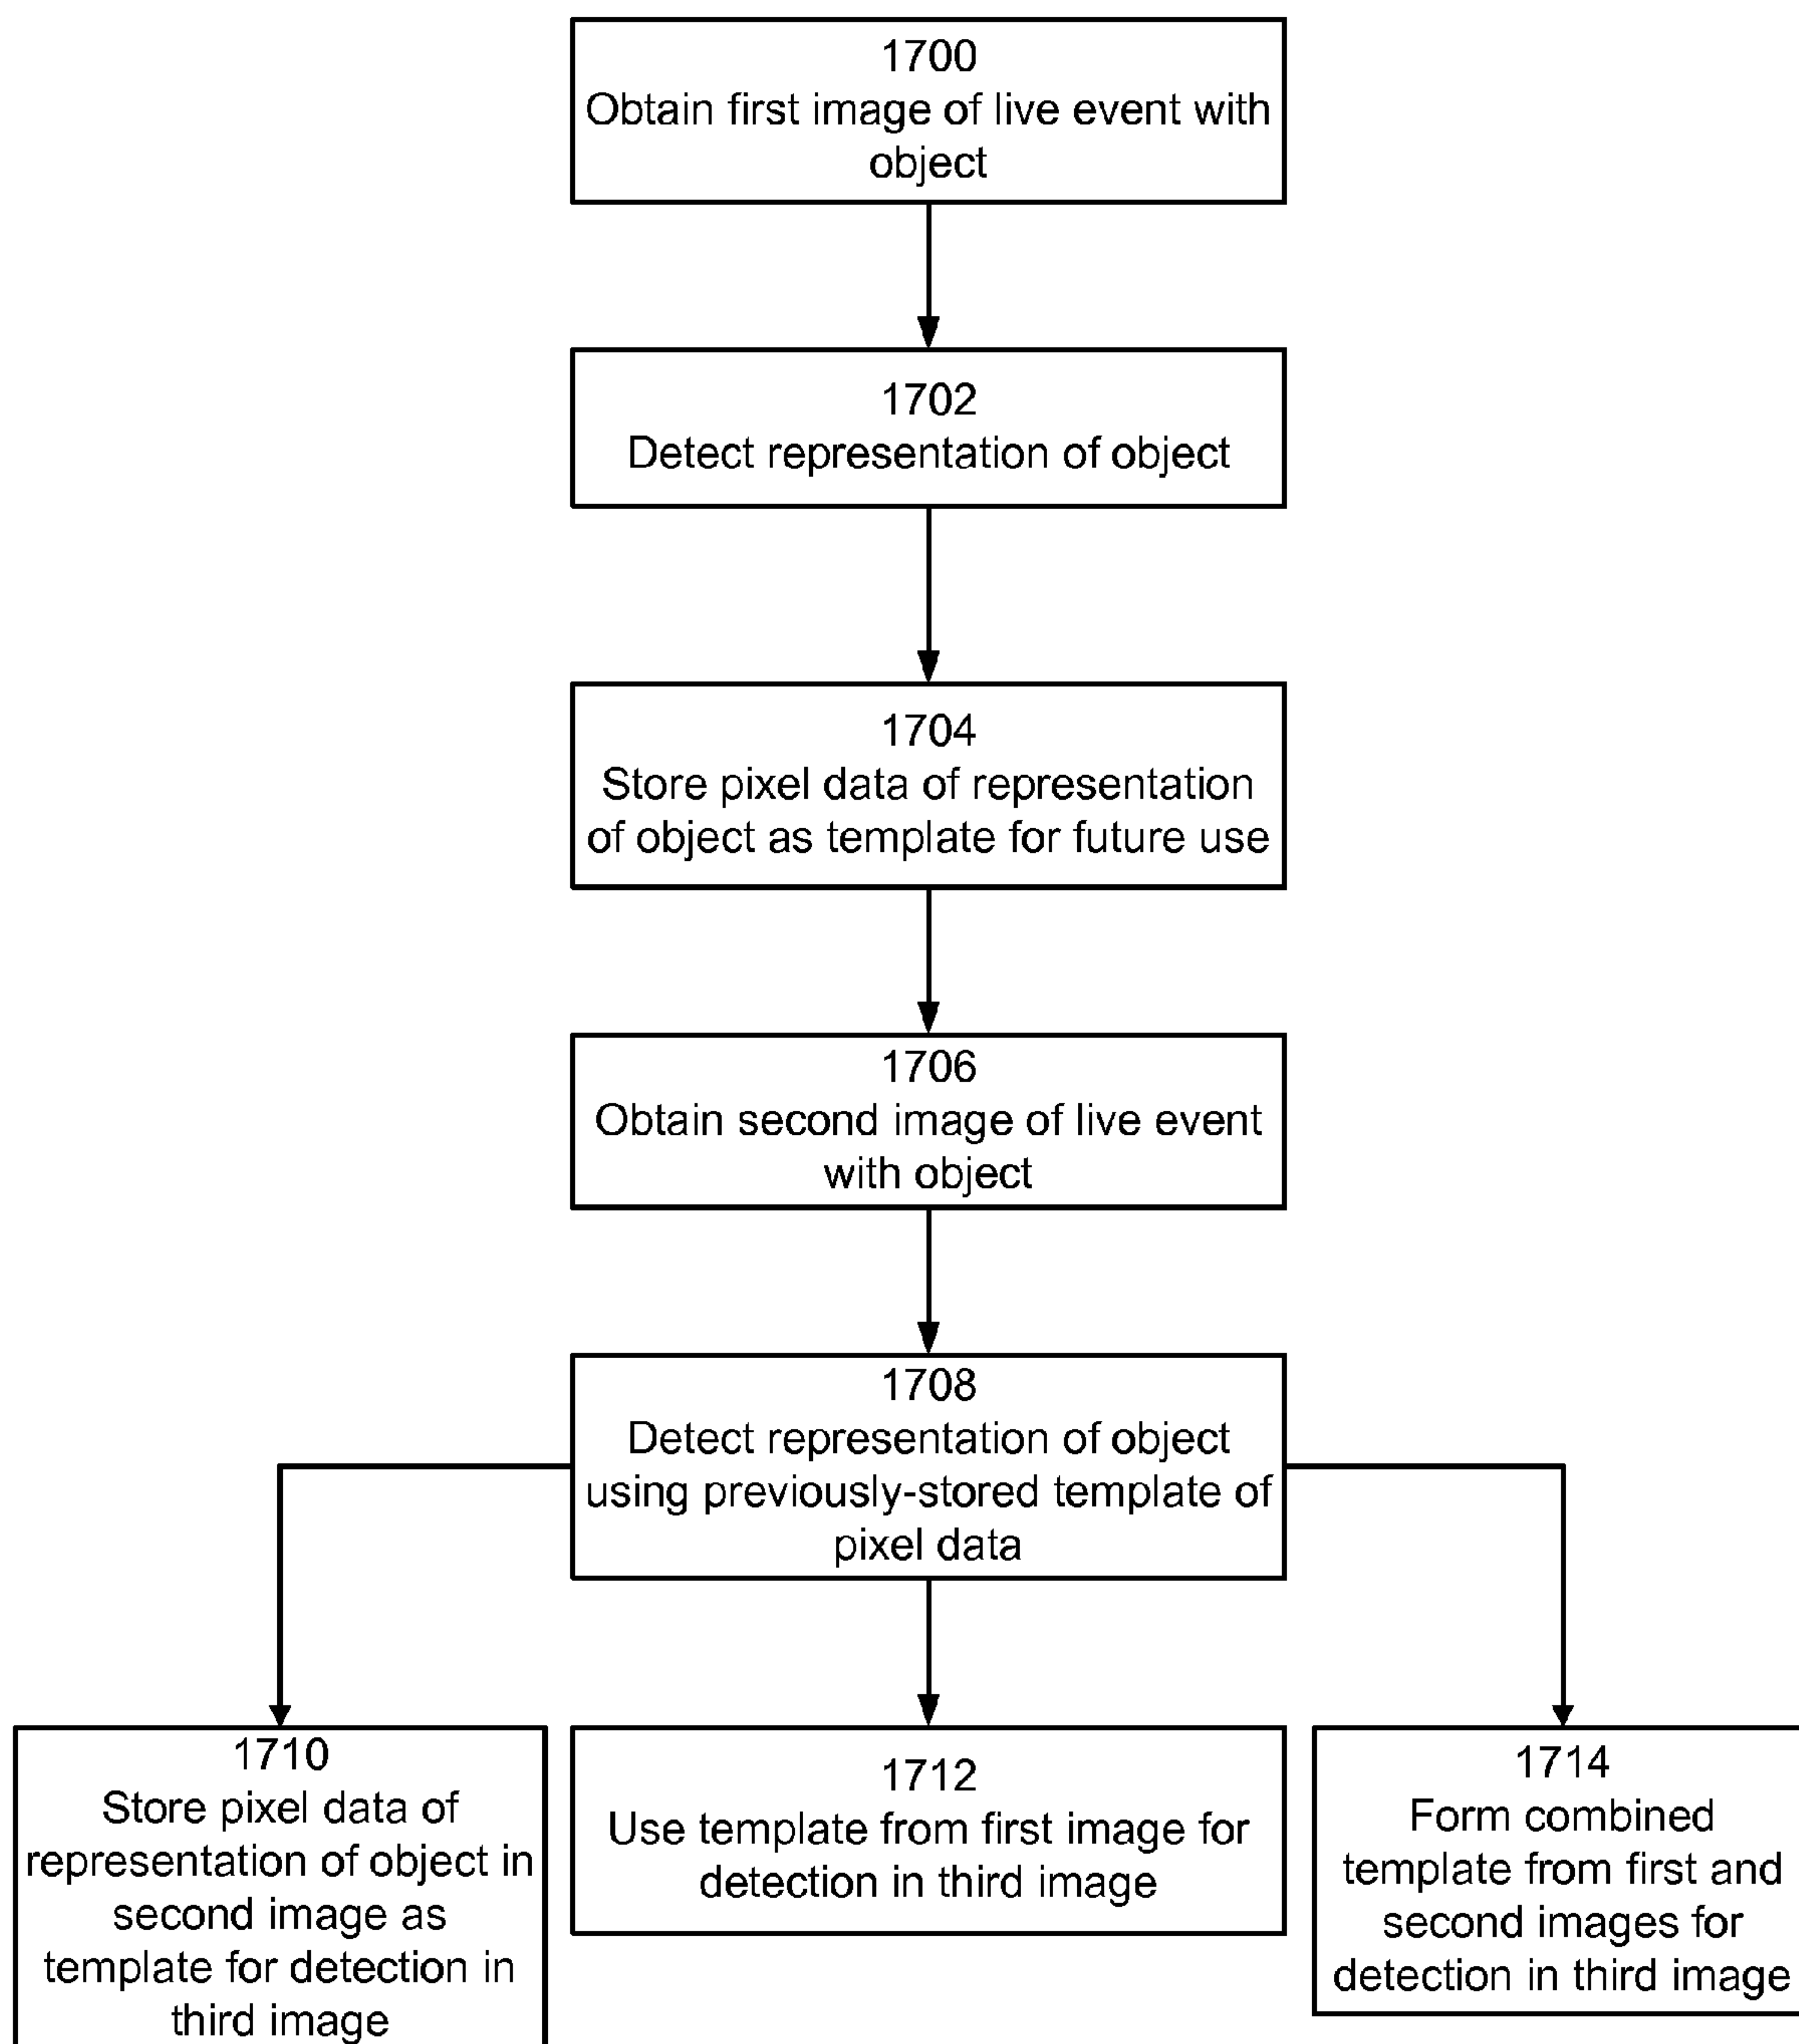 1700
Obtain first image of live event with
object
1702
Detect representation of object
1704
Store pixel data of representation
of object as template for future use
1706
Obtain second image of live event
with object
1708
Detect representation of object
using previously-stored template of
pixel data
1710
Store pixel data of
representation of object in
second image as
template for detection in
third image
1712
Use template from first image for
detection in third image
1714
Form combined
template from first and
second images for
detection in third image